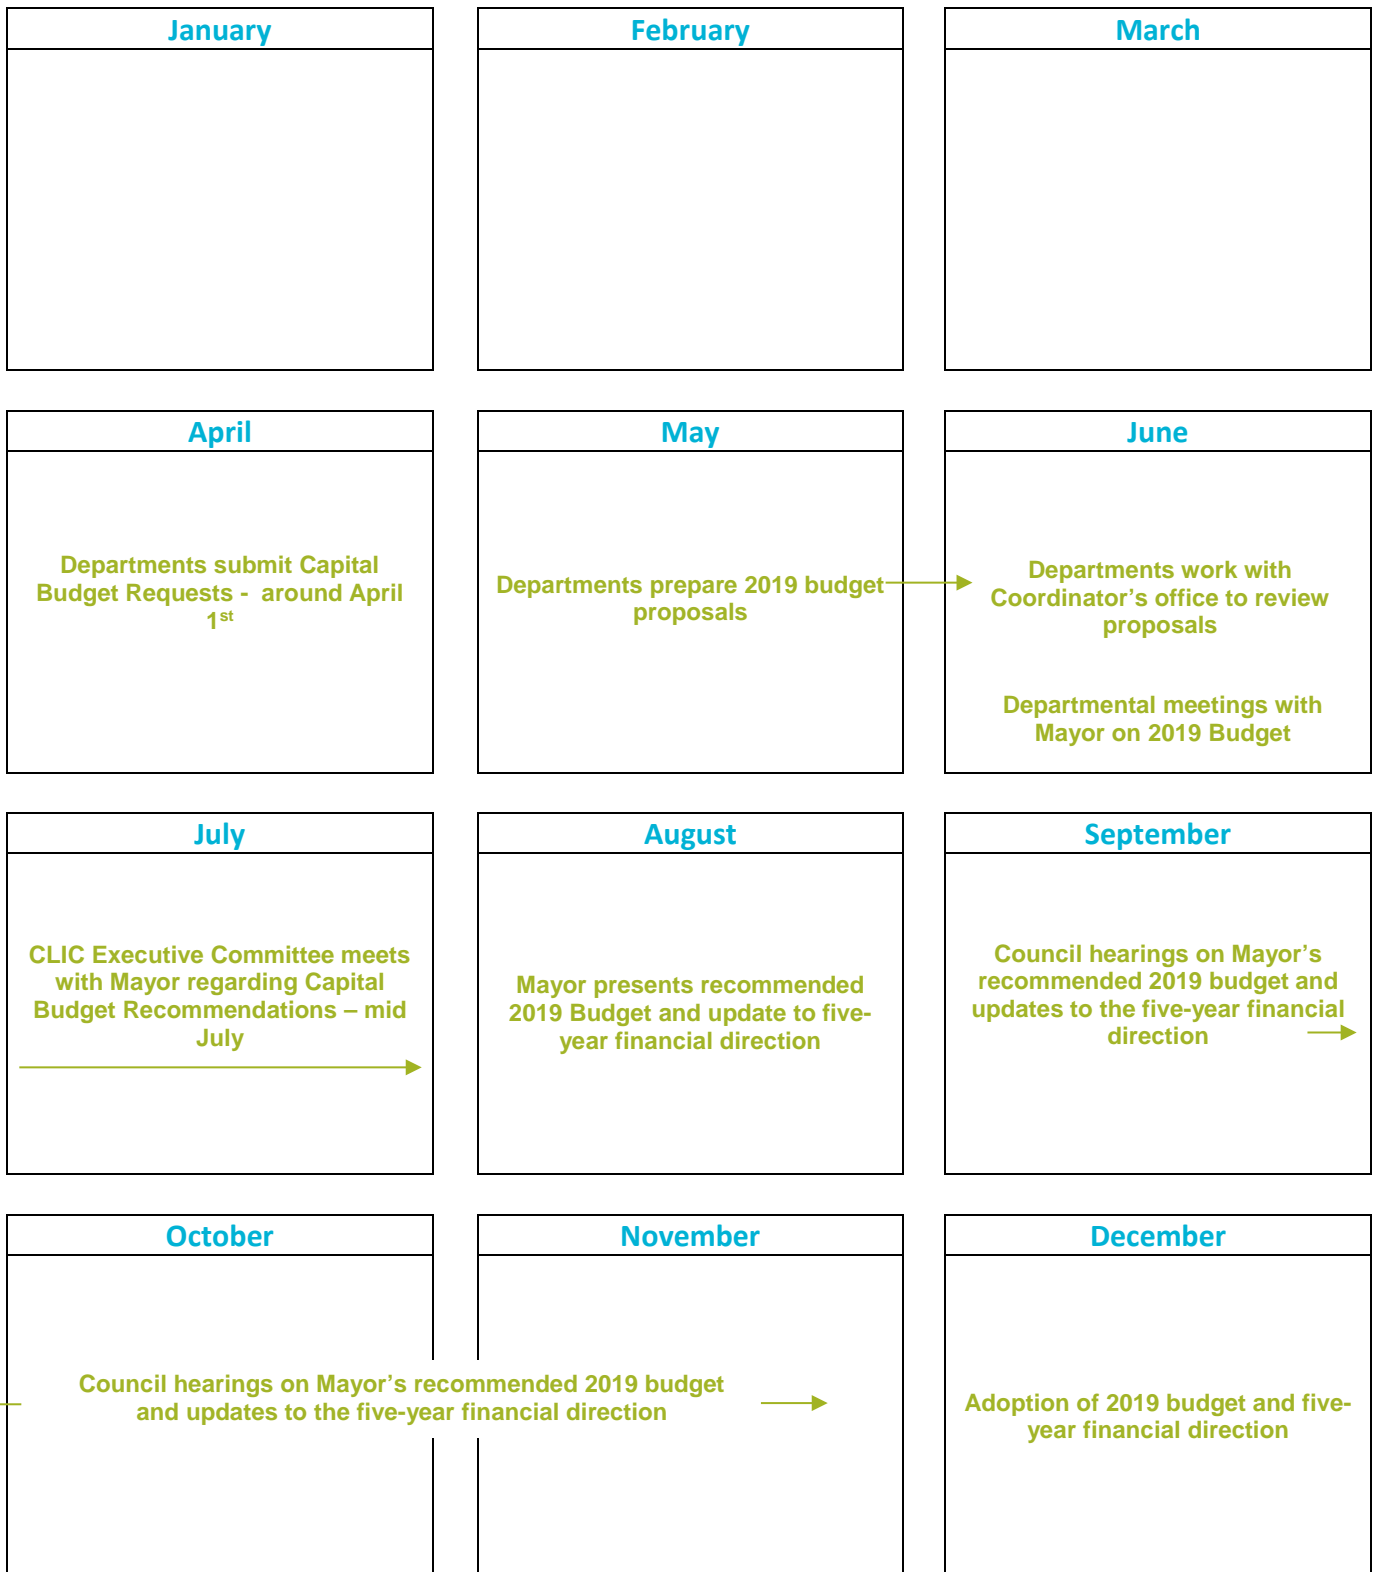 January
February
March
April
Departments submit Capital
Budget Requests -  around April
1st
May
Departments prepare 2019 budget
proposals
June
Departments work with
Coordinator’s office to review
proposals
Departmental meetings with
Mayor on 2019 Budget
July
CLIC Executive Committee meets
with Mayor regarding Capital
Budget Recommendations – mid
July
August
Mayor presents recommended
2019 Budget and update to five-
year financial direction
September
Council hearings on Mayor’s
recommended 2019 budget and
updates to the five-year financial
direction
October
November
Council hearings on Mayor’s recommended 2019 budget
and updates to the five-year financial direction
December
Adoption of 2019 budget and five-
year financial direction